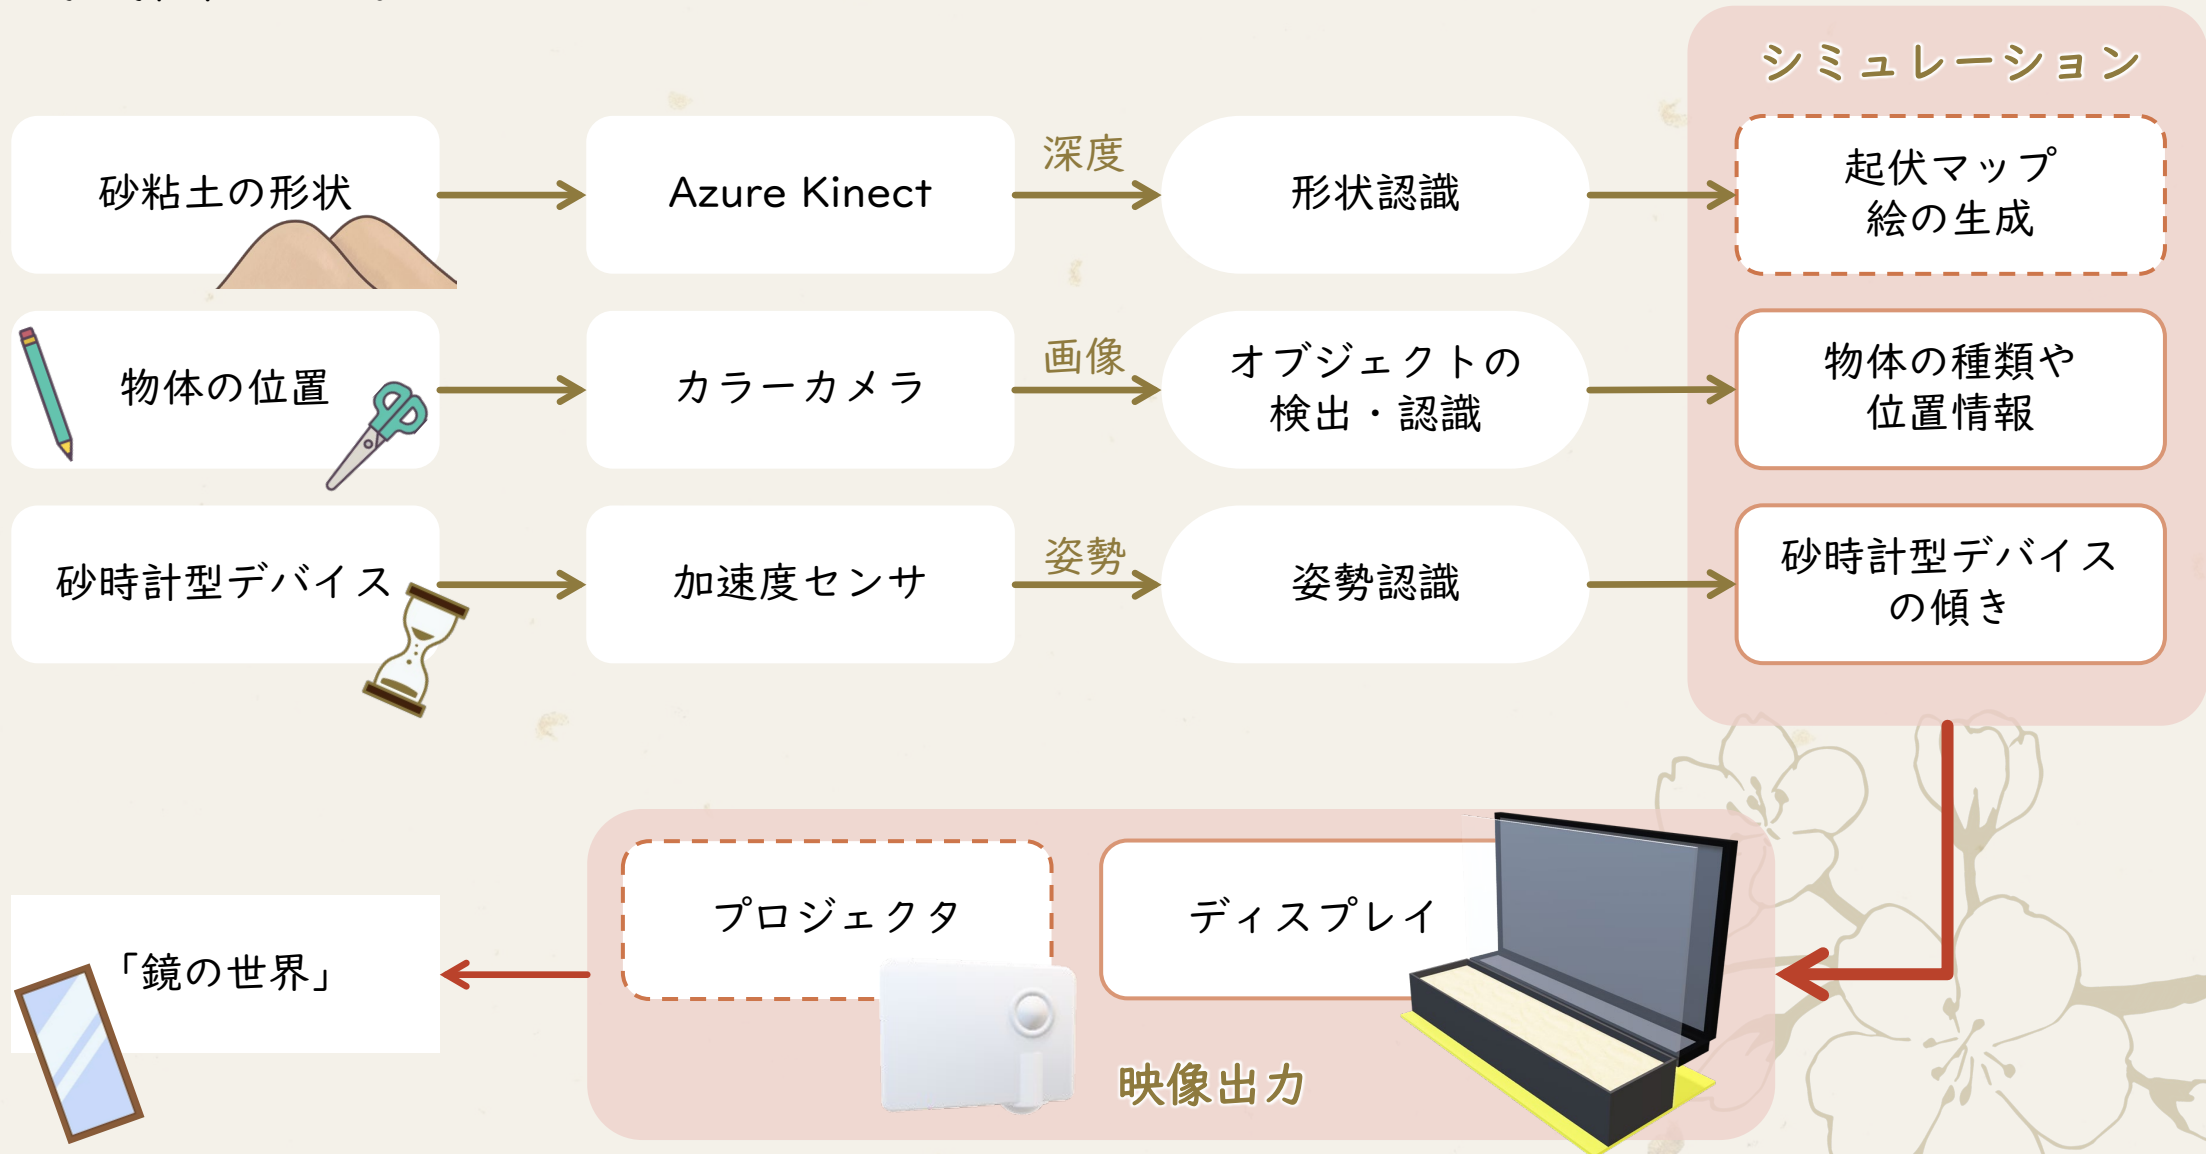 シミュレーション
砂粘土の形状
Azure Kinect
深度
形状認識
起伏マップ
絵の生成
物体の位置
カラーカメラ
画像
オブジェクトの
検出・認識
物体の種類や
位置情報
砂時計型デバイス
加速度センサ
姿勢
姿勢認識
砂時計型デバイス
の傾き
プロジェクタ
ディスプレイ
「鏡の世界」
映像出力